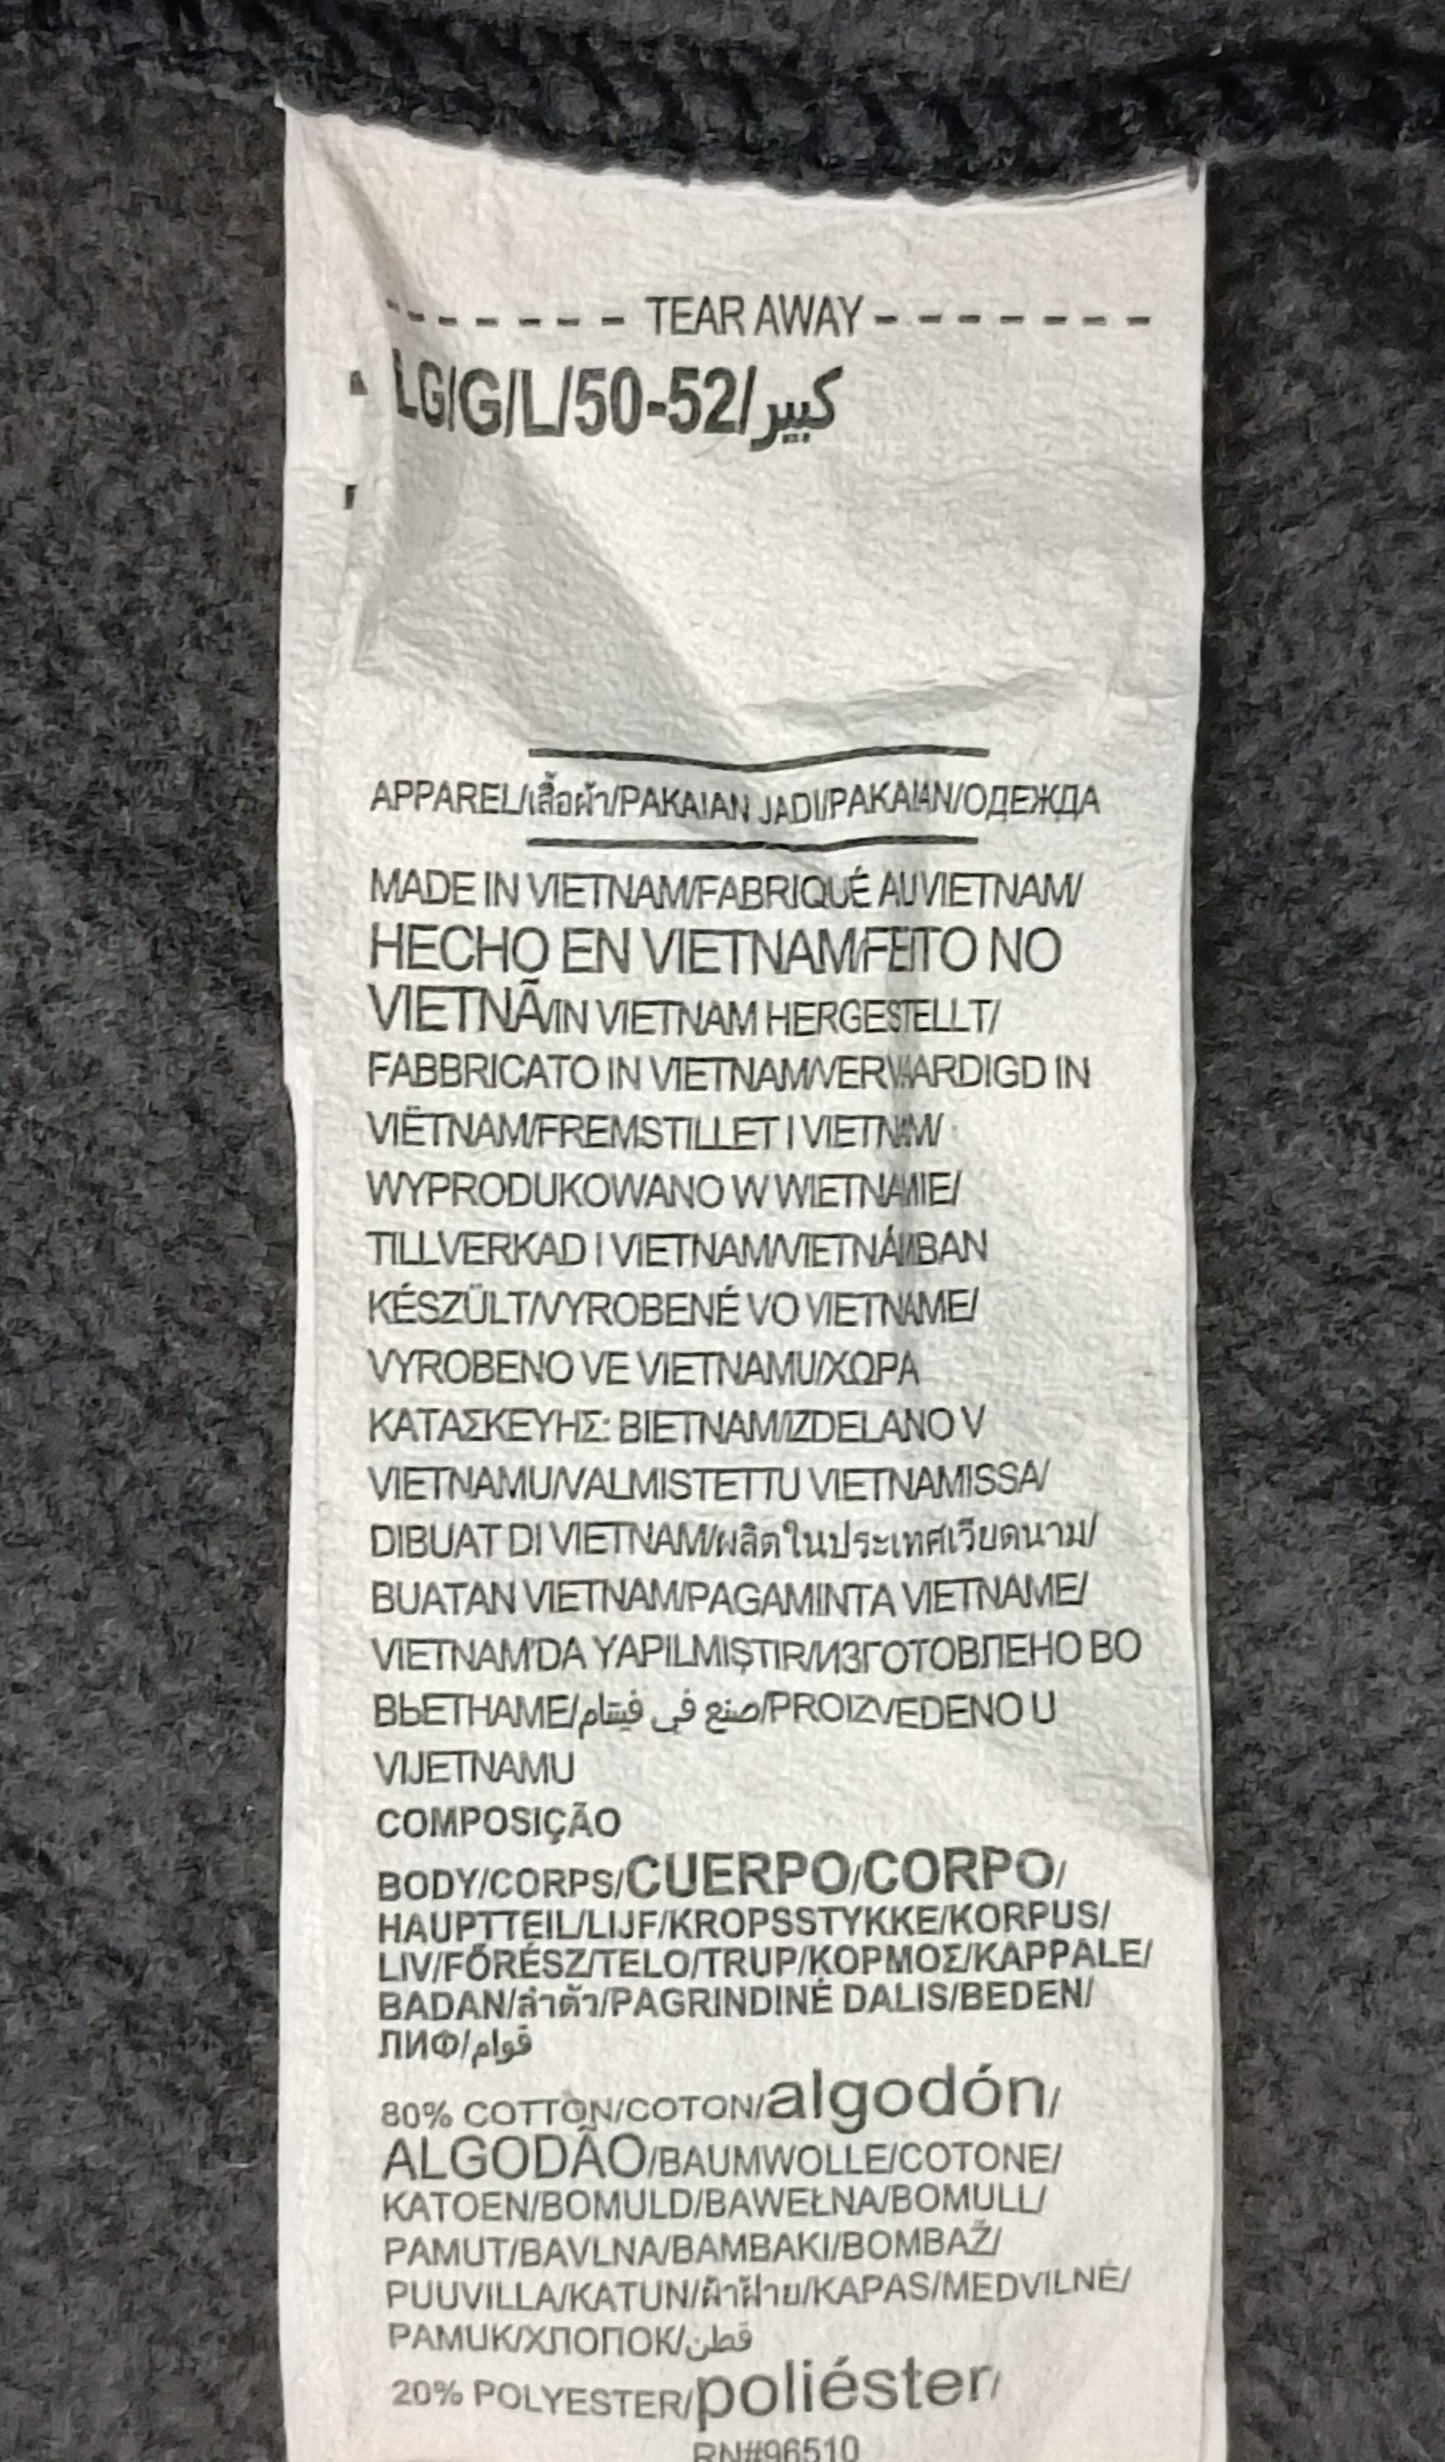 - - - - - - - TEAR AWAY - - - - - - -
LG/G/L/50-52/كبير
APPAREL/เสื้อผ้า/PAKAIAN JADI/PAKAIAN/ОДЕЖДА
MADE IN VIETNAM/FABRIQUÉ AU VIETNAM/
HECHO EN VIETNAM/FEITO NO
VIETNÃ/IN VIETNAM HERGESTELLT/
FABBRICATO IN VIETNAM/VERVAARDIGD IN
VIËTNAM/FREMSTILLET I VIETNAM/
WYPRODUKOWANO W WIETNAMIE/
TILLVERKAD I VIETNAM/VIETNÁMBAN
KÉSZÜLT/VYROBENÉ VO VIETNAME/
VYROBENO VE VIETNAMU/ΧΩΡΑ
ΚΑΤΑΣΚΕΥΗΣ: ΒΙΕΤΝΑΜ/IZDELANO V
VIETNAMU/VALMISTETTU VIETNAMISSA/
DIBUAT DI VIETNAM/ผลิตในประเทศเวียดนาม/
BUATAN VIETNAM/PAGAMINTA VIETNAME/
VIETNAM'DA YAPILMIŞTIR/ИЗГОТОВЛЕНО ВО
ВЬЕТНАМЕ/صنع في فيتنام/PROIZVEDENO U
VIJETNAMU
COMPOSIÇÃO
BODY/CORPS/CUERPO/CORPO/
HAUPTTEIL/LIJF/KROPSSTYKKE/KORPUS/
LIV/FŐRÉSZ/TELO/TRUP/ΚΟΡΜΟΣ/KAPPALE/
BADAN/ลำตัว/PAGRINDINĖ DALIS/BEDEN/
ЛИФ/قوام
80% COTTON/COTON/algodón/
ALGODÃO/BAUMWOLLE/COTONE/
KATOEN/BOMULD/BAWEŁNA/BOMULL/
PAMUT/BAVLNA/ΒΑΜΒΑΚΙ/BOMBAŽ/
PUUVILLA/KATUN/ผ้าฝ้าย/KAPAS/MEDVILNĖ/
PAMUK/ХЛОПОК/قطن
20% POLYESTER/poliéster/
RN#96510